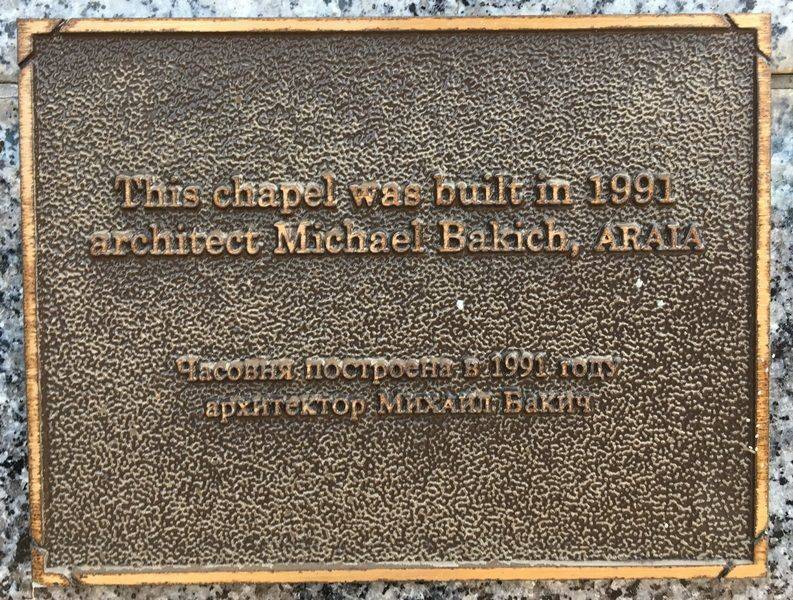 This chapel was built in 1991
architect Michael Bakich, ARAIA
Часовня построена в 1991 году
архитектор Михаил Бакич